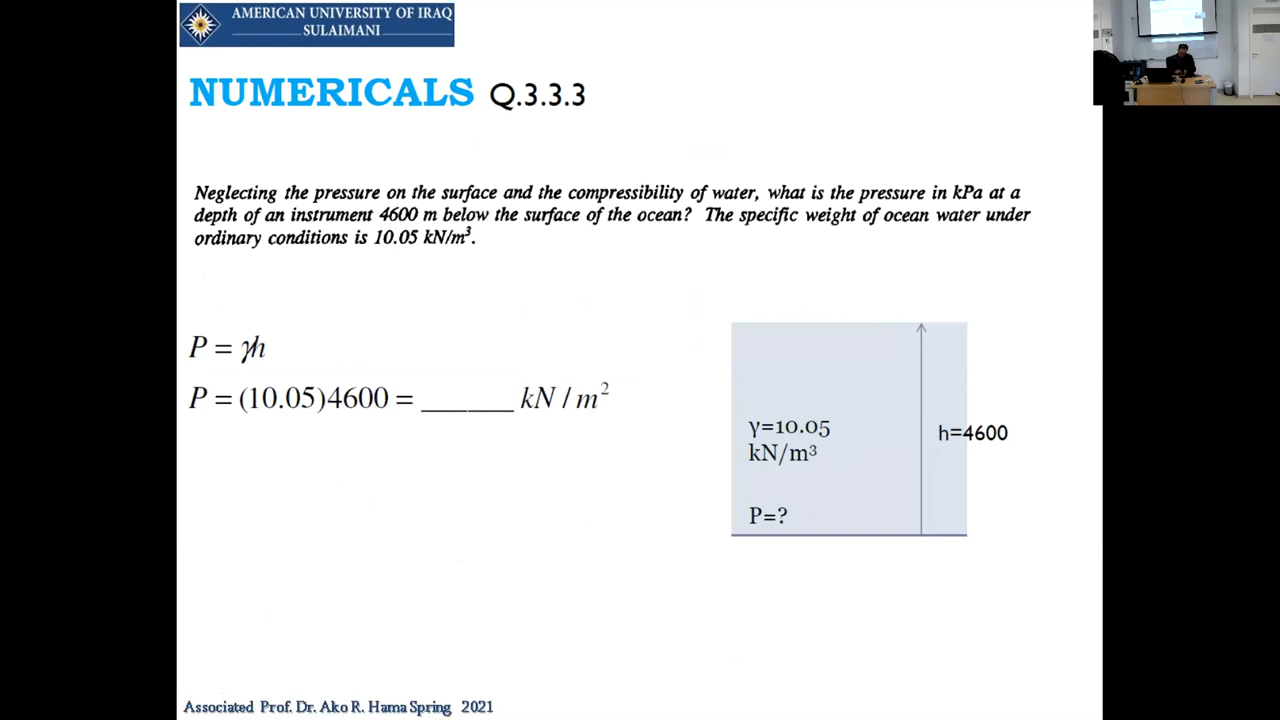 AMERICAN UNIVERSITY OF IRAQ
SULAIMANI
NUMERICALS Q.3.3.3
Neglecting the pressure on the surface and the compressibility of water, what is the pressure in kPa at a
depth of an instrument 4600 m below the surface of the ocean? The specific weight of ocean water under
ordinary conditions is 10.05 kN/m³.
P = γh
P = (10.05)4600 = ______ kN / m²
γ=10.05
kN/m³
h=4600
P=?
Associated Prof. Dr. Ako R. Hama Spring 2021